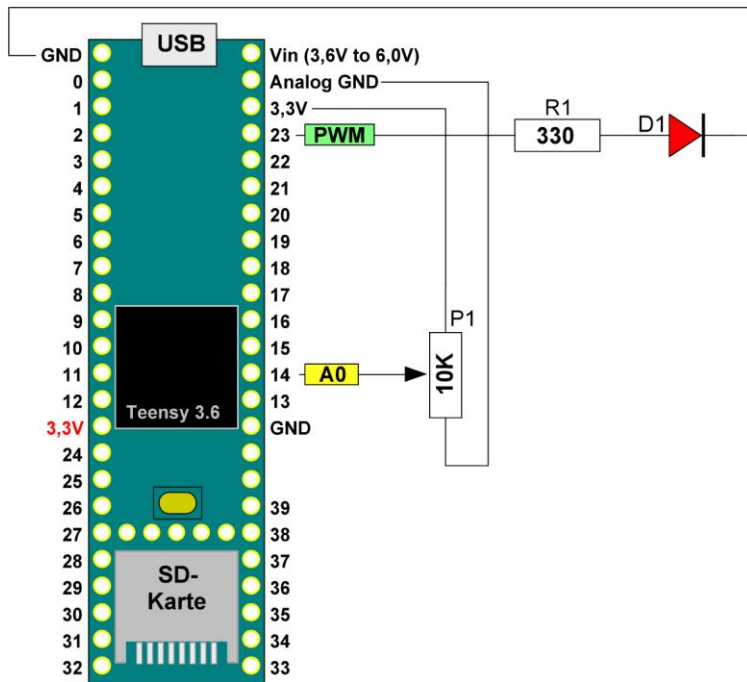 USB
GND
Vin (3,6V to 6,0V)
0
Analog GND
1
3,3V
2
23
PWM
R1
330
D1
3
22
4
21
5
20
6
19
7
18
8
17
9
16
P1
10
15
10K
11
14
A0
12
13
Teensy 3.6
3,3V
GND
24
25
26
39
27
38
28
37
SD-
Karte
29
36
30
35
31
34
32
33